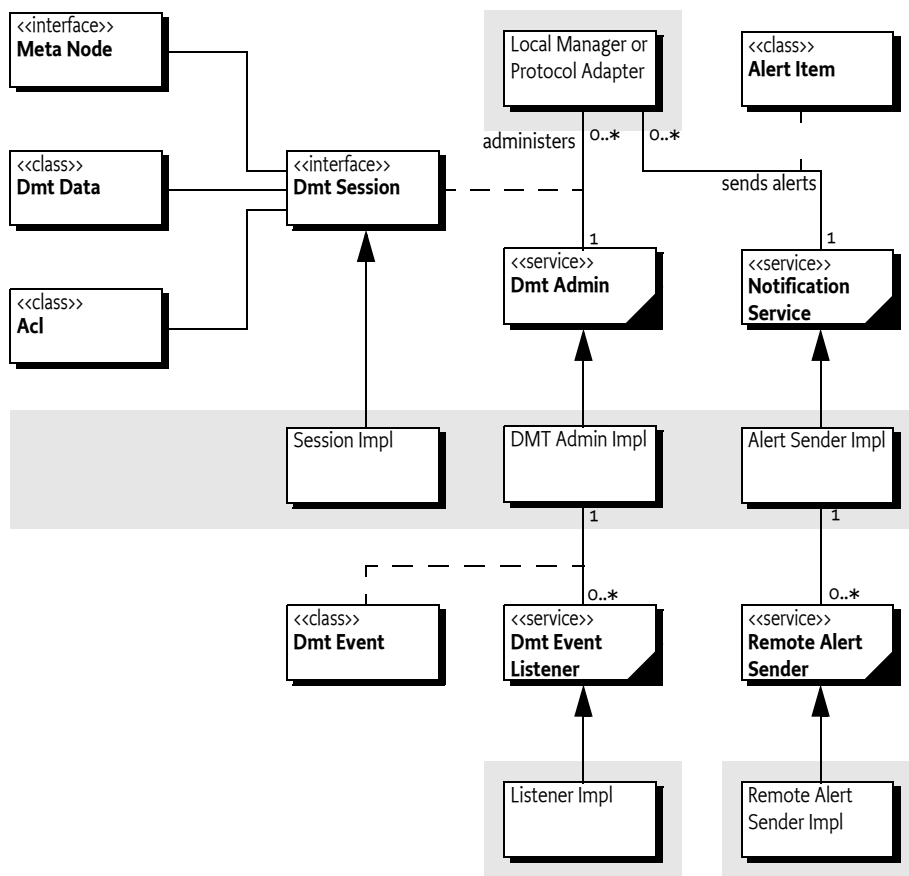 <<interface>>
Meta Node
Local Manager or
Protocol Adapter
<<class>>
Alert Item
administers
0..*
0..*
<<class>>
Dmt Data
<<interface>>
Dmt Session
sends alerts
1
1
<<service>>
Dmt Admin
<<service>>
Notification
Service
<<class>>
Acl
Session Impl
DMT Admin Impl
Alert Sender Impl
1
1
0..*
0..*
<<class>>
Dmt Event
<<service>>
Dmt Event
Listener
<<service>>
Remote Alert
Sender
Listener Impl
Remote Alert
Sender Impl